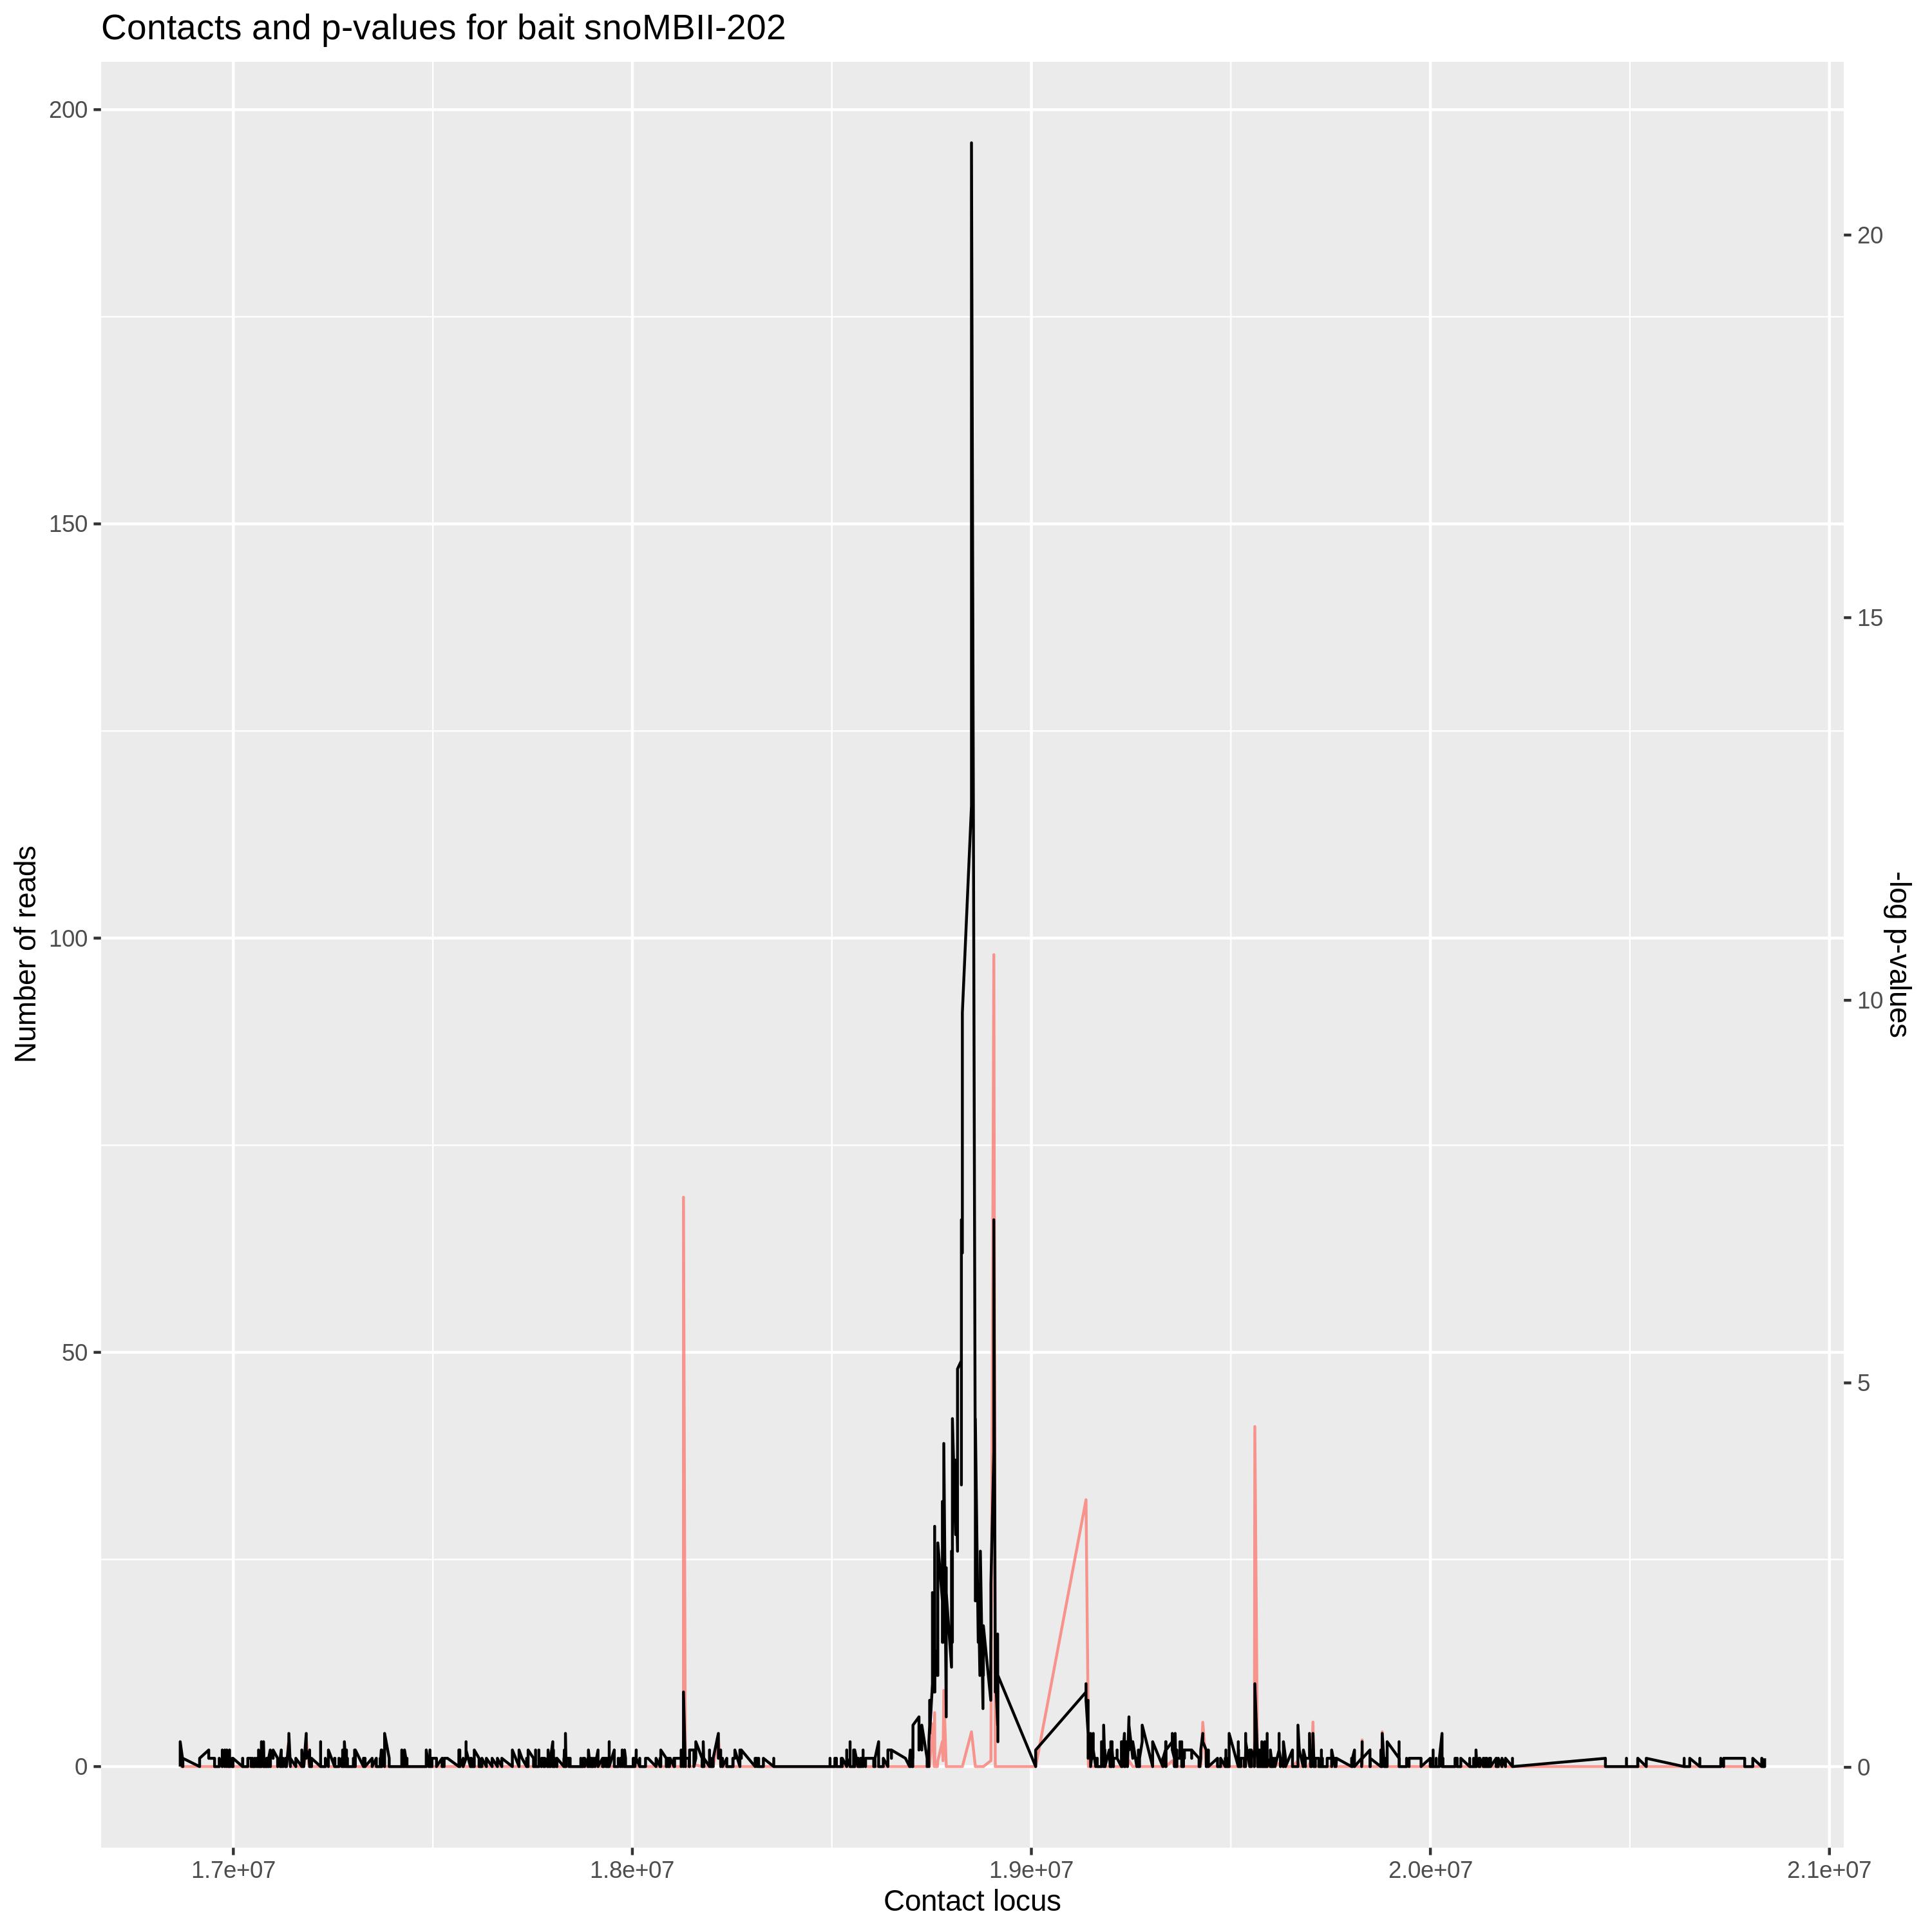 Contacts and p-values for bait snoMBII-202
200
150
100
50
0
Number of reads
20
15
10
5
0
-log p-values
1.7e+07
1.8e+07
1.9e+07
2.0e+07
2.1e+07
Contact locus